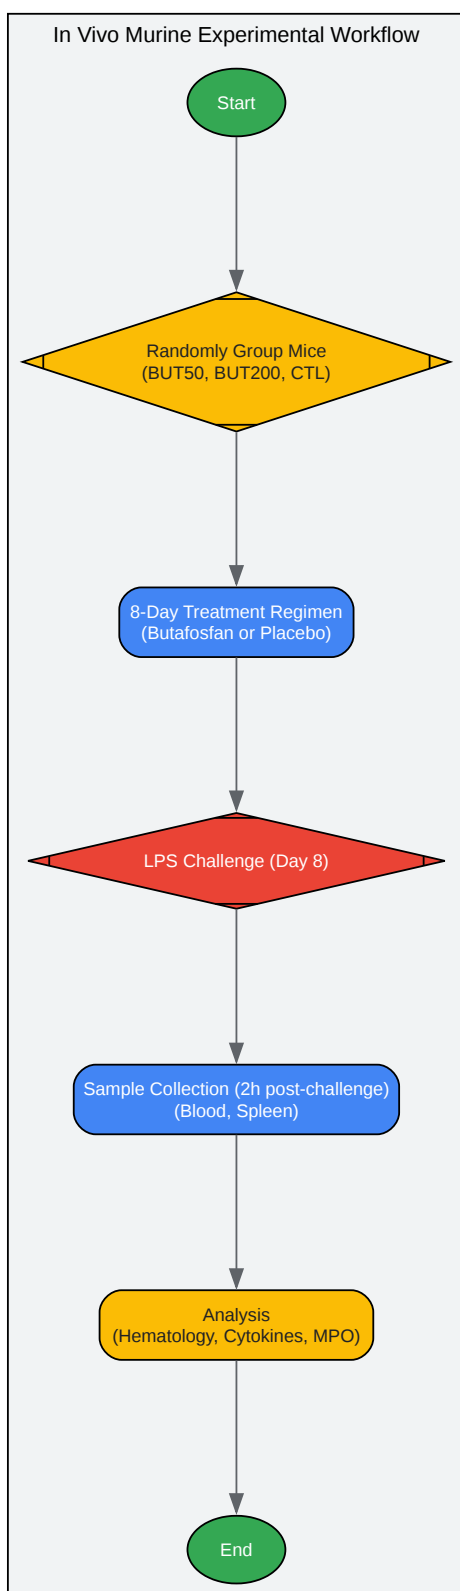 In Vivo Murine Experimental Workflow
Start
Randomly Group Mice
(BUT50, BUT200, CTL)
8-Day Treatment Regimen
(Butafosfan or Placebo)
LPS Challenge (Day 8)
Sample Collection (2h post-challenge)
(Blood, Spleen)
Analysis
(Hematology, Cytokines, MPO)
End